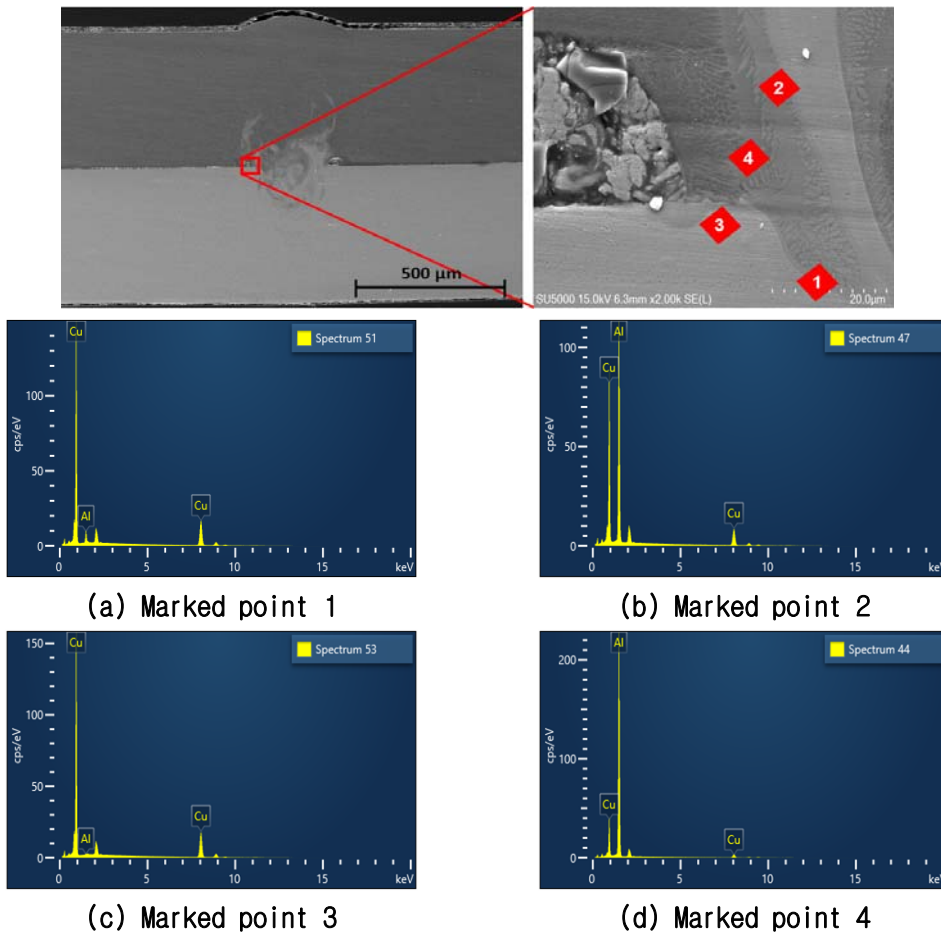 500 μm
2
4
3
1
SU5000 15.0kV 6.3mm x2.00k SE(L)
20.0μm
Cu
Spectrum 51
100
cps/eV
50
Al
Cu
0
0
5
10
15
keV
(a) Marked point 1
Al
Spectrum 47
100
Cu
cps/eV
50
Cu
0
0
5
10
15
keV
(b) Marked point 2
Cu
Spectrum 53
150
100
cps/eV
50
Al
Cu
0
0
5
10
15
keV
(c) Marked point 3
Al
Spectrum 44
200
cps/eV
100
Cu
Cu
0
0
5
10
15
keV
(d) Marked point 4